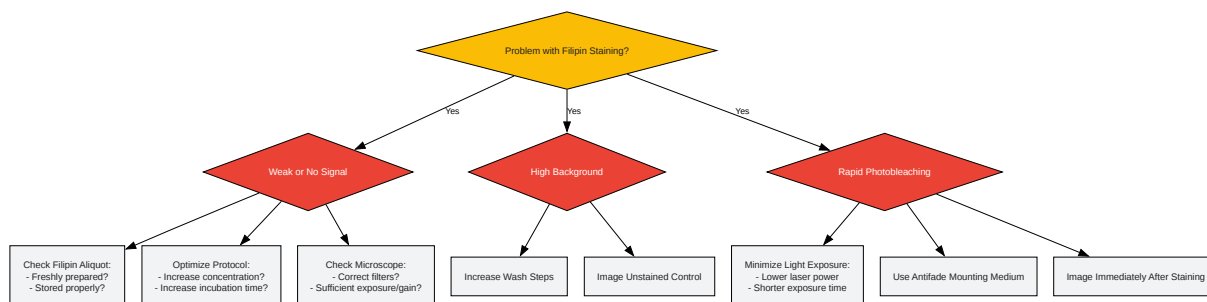 Problem with Filipin Staining?
Yes
Yes
Yes
Weak or No Signal
High Background
Rapid Photobleaching
Check Filipin Aliquot:
- Freshly prepared?
- Stored properly?
Optimize Protocol:
- Increase concentration?
- Increase incubation time?
Check Microscope:
- Correct filters?
- Sufficient exposure/gain?
Increase Wash Steps
Image Unstained Control
Minimize Light Exposure:
- Lower laser power
- Shorter exposure time
Use Antifade Mounting Medium
Image Immediately After Staining